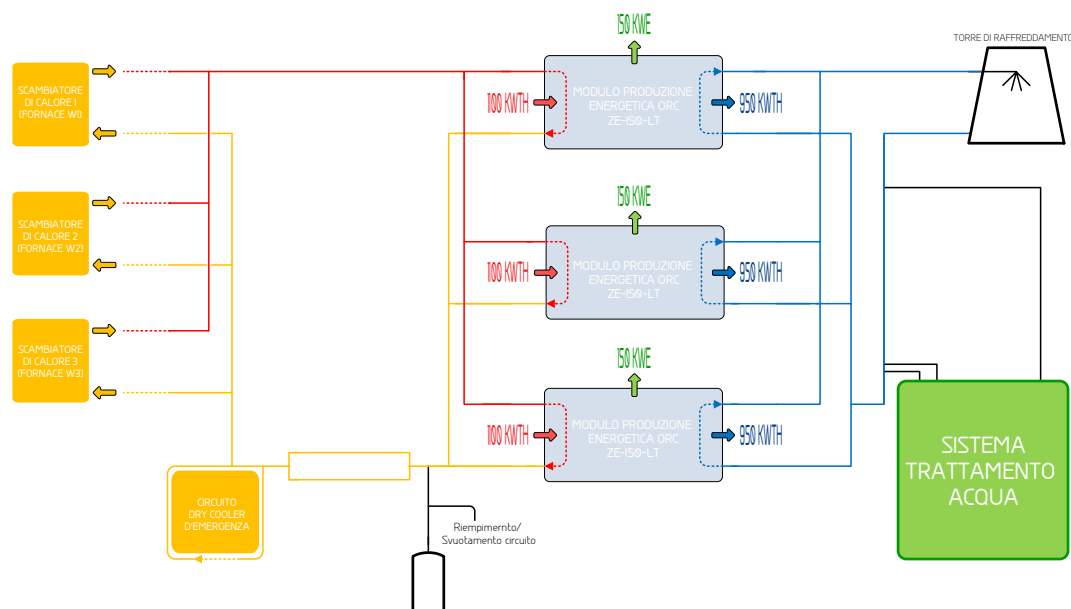 150 KWE
TORRE DI RAFFREDDAMENTO
SCAMBIATORE
DI CALORE 1
(FORNACE W1)
1100 KWTH
MODULO PRODUZIONE
ENERGETICA ORC
ZE-150-LT
950 KWTH
150 KWE
SCAMBIATORE
DI CALORE 2
(FORNACE W2)
1100 KWTH
MODULO PRODUZIONE
ENERGETICA ORC
ZE-150-LT
950 KWTH
150 KWE
SCAMBIATORE
DI CALORE 3
(FORNACE W3)
1100 KWTH
MODULO PRODUZIONE
ENERGETICA ORC
ZE-150-LT
950 KWTH
SISTEMA
TRATTAMENTO
ACQUA
CIRCUITO
DRY COOLER
D'EMERGENZA
Riempimernto/
Svuotamento circuito